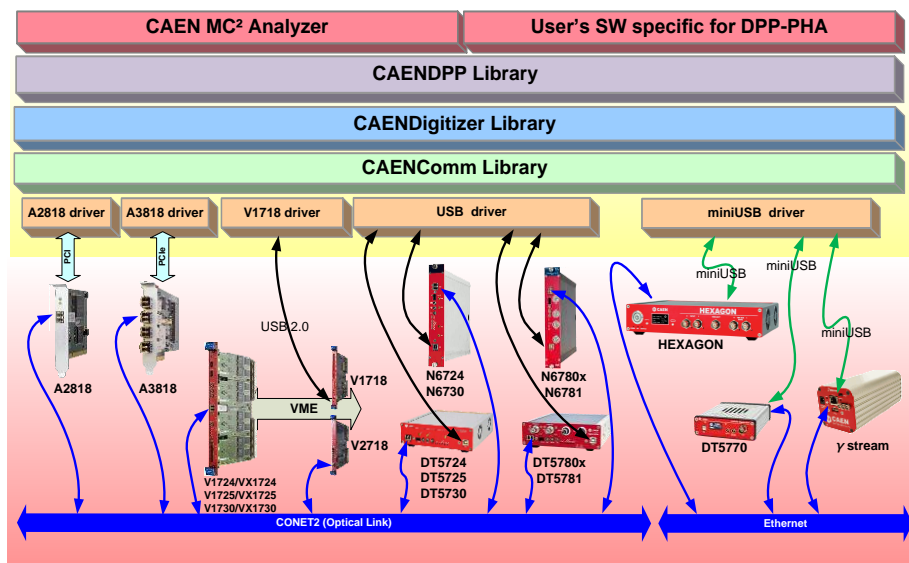 CAEN MC² Analyzer
User's SW specific for DPP-PHA
CAENDPP Library
CAENDigitizer Library
CAENComm Library
A2818 driver
A3818 driver
V1718 driver
USB driver
miniUSB driver
PCI
PCIe
miniUSB
miniUSB
miniUSB
USB 2.0
CAEN
HEXAGON
HEXAGON
A2818
A3818
N6724
N6730
N6780x
N6781
V1718
VME
V2718
V1724/VX1724
V1725/VX1725
V1730/VX1730
DT5724
DT5725
DT5730
DT5780x
DT5781
DT5770
CAEN
γ stream
CONET2 (Optical Link)
Ethernet